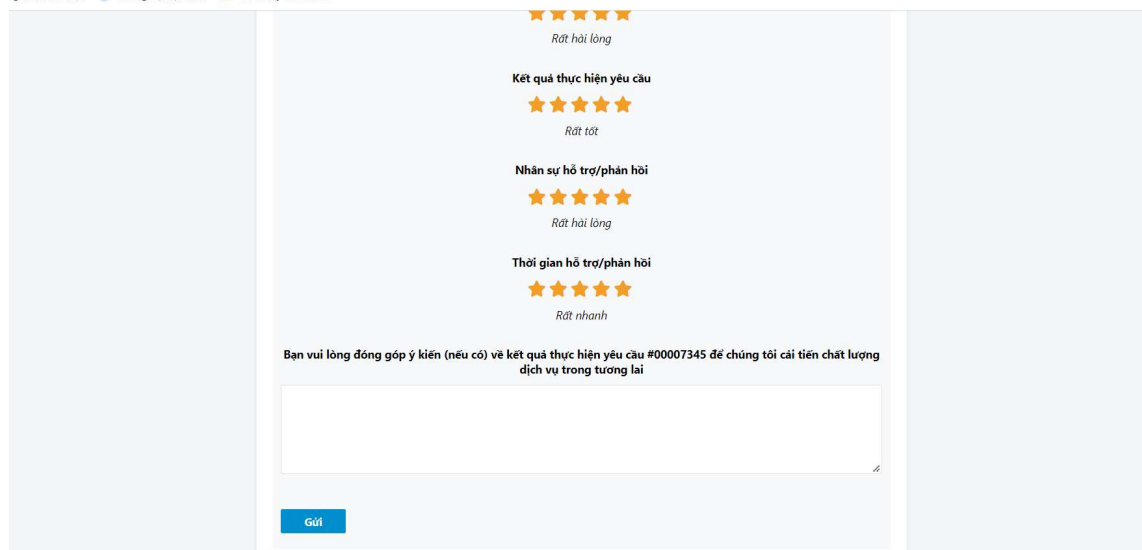 Rất hài lòng
Kết quả thực hiện yêu cầu
Rất tốt
Nhân sự hỗ trợ/phản hồi
Rất hài lòng
Thời gian hỗ trợ/phản hồi
Rất nhanh
Bạn vui lòng đóng góp ý kiến (nếu có) về kết quả thực hiện yêu cầu #00007345 để chúng tôi cải tiến chất lượng
dịch vụ trong tương lai
Gửi